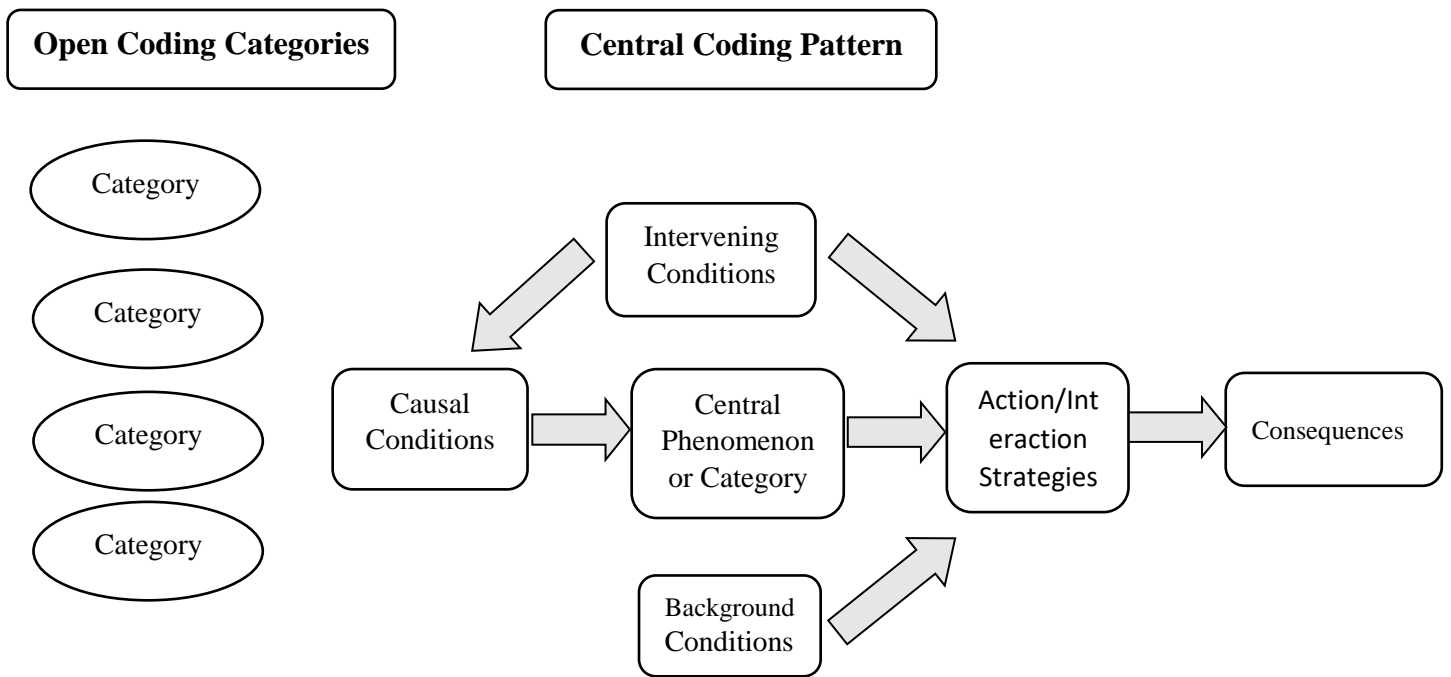 Open Coding Categories
Central Coding Pattern
Category
Category
Category
Category
Intervening
Conditions
Causal
Conditions
Central
Phenomenon
or Category
Action/Int
eraction
Strategies
Consequences
Background
Conditions